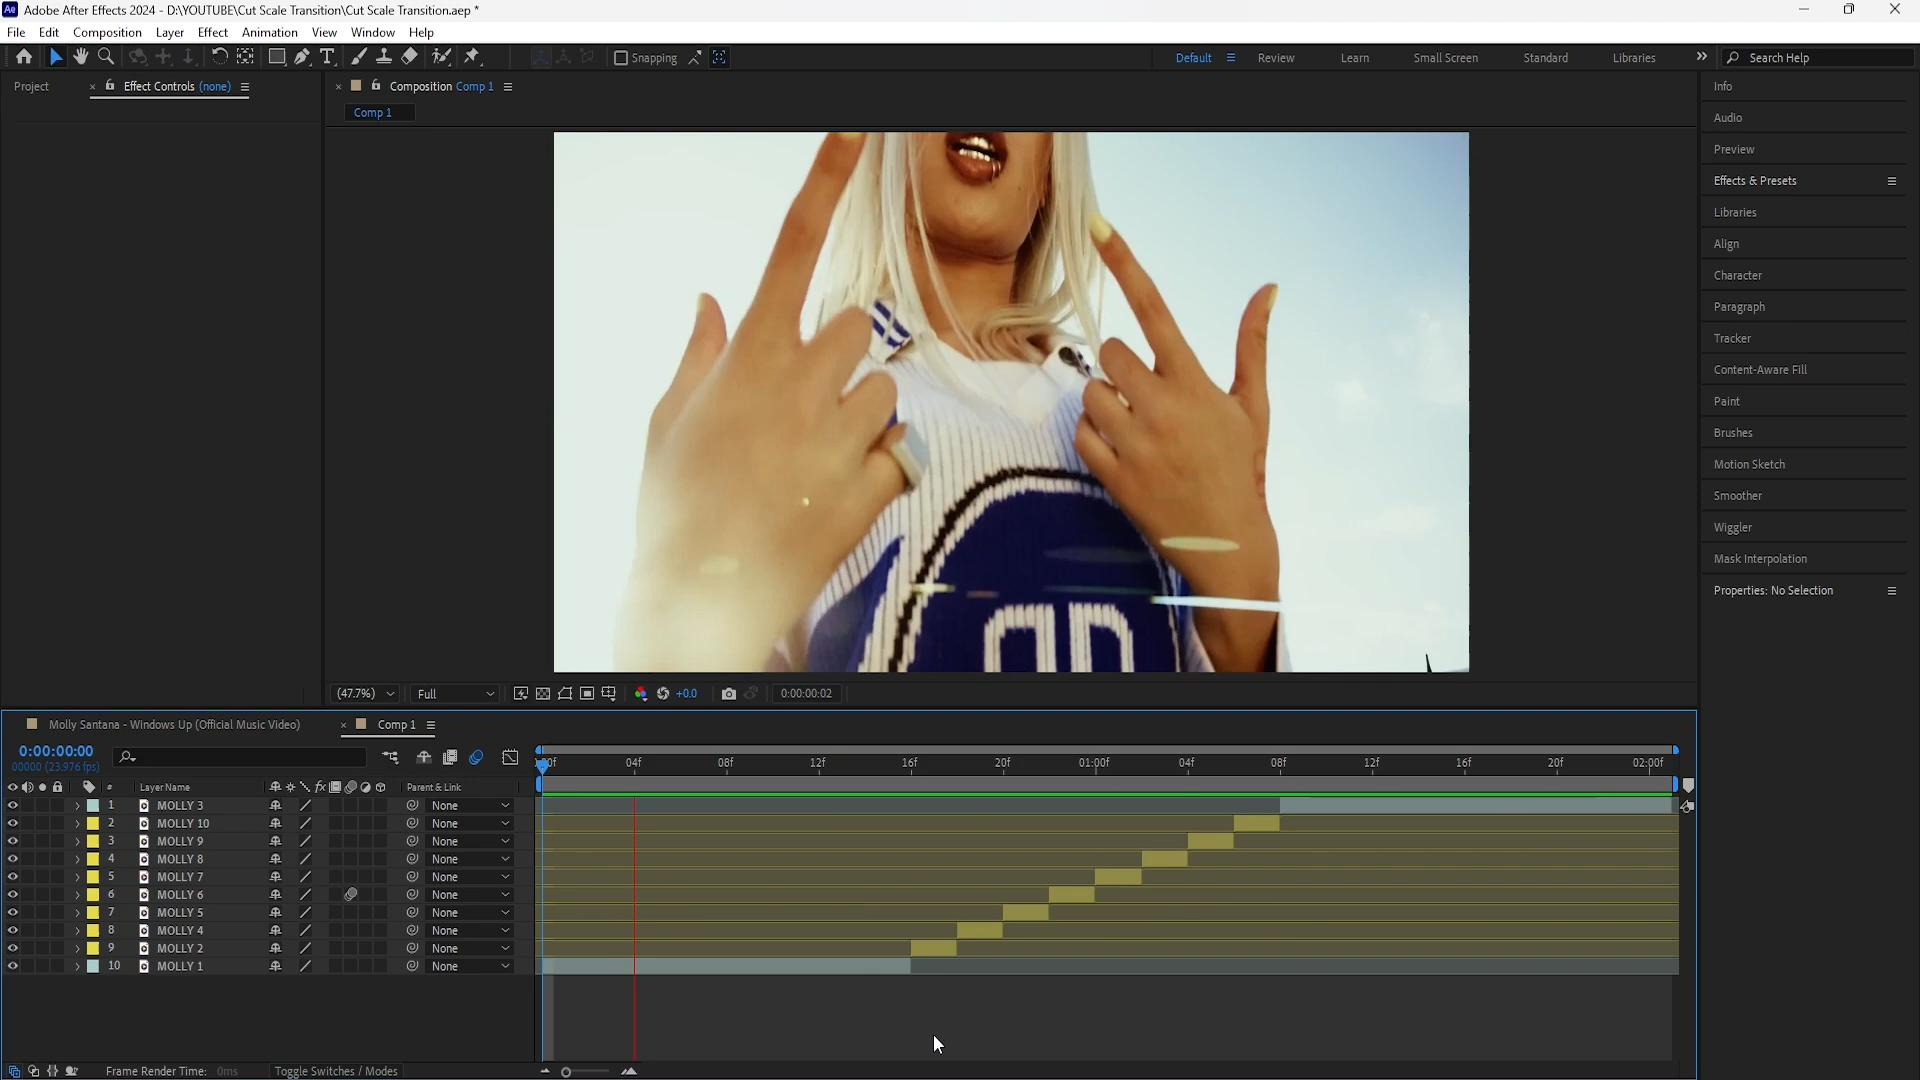 Adobe After Effects 2024 - D:\YOUTUBE\Cut Scale Transition\Cut Scale Transition.aep *
File Edit Composition Layer Effect Animation View Window Help
Snapping Default Review Learn Small Screen Standard Libraries Search Help
Project Effect Controls (none) Composition Comp 1
Comp 1
Info
Audio
Preview
Effects & Presets
Libraries
Align
Character
Paragraph
Tracker
Content-Aware Fill
Paint
Brushes
Motion Sketch
Smoother
Wiggler
Mask Interpolation
Properties: No Selection
(47.7%) Full +0.0 0:00:00:02
Molly Santana - Windows Up (Official Music Video) Comp 1
0:00:00:00
00000 (23.976 fps)
04f 08f 12f 16f 20f 01:00f 04f 08f 12f 16f 20f 02:00f
# Layer Name Parent & Link
1 MOLLY 3 None
2 MOLLY 10 None
3 MOLLY 9 None
4 MOLLY 8 None
5 MOLLY 7 None
6 MOLLY 6 None
7 MOLLY 5 None
8 MOLLY 4 None
9 MOLLY 2 None
10 MOLLY 1 None
Frame Render Time: 0ms Toggle Switches / Modes